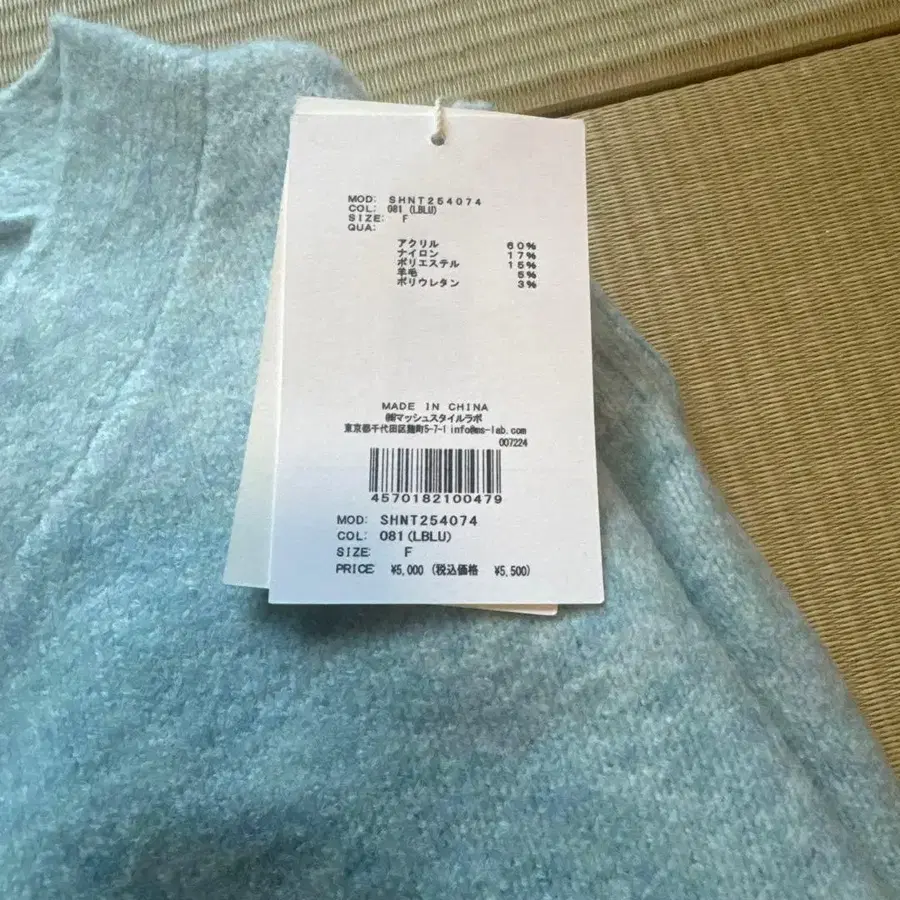 MOD: SHNT254074
COL: 081 (LBLU)
SIZE: F
QUA:
アクリル 60%
ナイロン 17%
ポリエステル 15%
羊毛 5%
ポリウレタン 3%
MADE IN CHINA
㈱マッシュスタイルラボ
東京都千代田区麹町5-7-1 info@ms-lab.com
007224
4570182100479
MOD: SHNT254074
COL: 081(LBLU)
SIZE: F
PRICE: ¥5,000 (税込価格 ¥5,500)